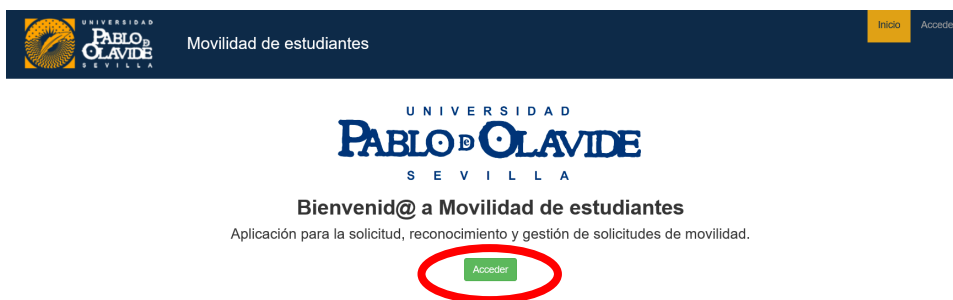 UNIVERSIDAD
PABLO DE
OLAVIDE
SEVILLA
Movilidad de estudiantes
Inicio
Accede
UNIVERSIDAD
PABLO DE OLAVIDE
SEVILLA
Bienvenid@ a Movilidad de estudiantes
Aplicación para la solicitud, reconocimiento y gestión de solicitudes de movilidad.
Acceder